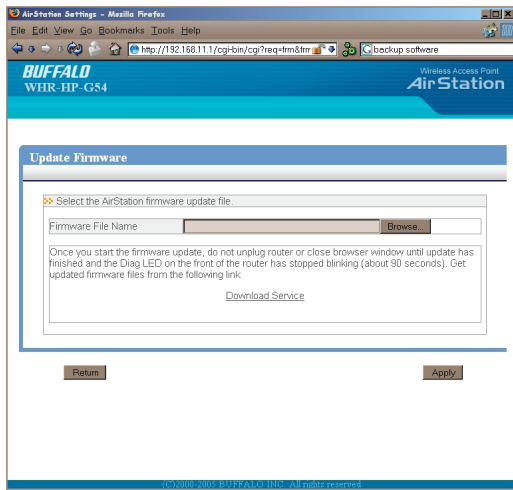 AirStation Settings - Mozilla Firefox
File Edit View Go Bookmarks Tools Help
http://192.168.11.1/cgi-bin/cgi?req=frm&frm
backup software
BUFFALO
WHR-HP-G54
Wireless Access Point
AirStation
Update Firmware
Select the AirStation firmware update file.
Firmware File Name
Browse...
Once you start the firmware update, do not unplug router or close browser window until update has
finished and the Diag LED on the front of the router has stopped blinking (about 90 seconds). Get
updated firmware files from the following link:
Download Service
Return
Apply
(C)2000-2005 BUFFALO INC. All rights reserved.